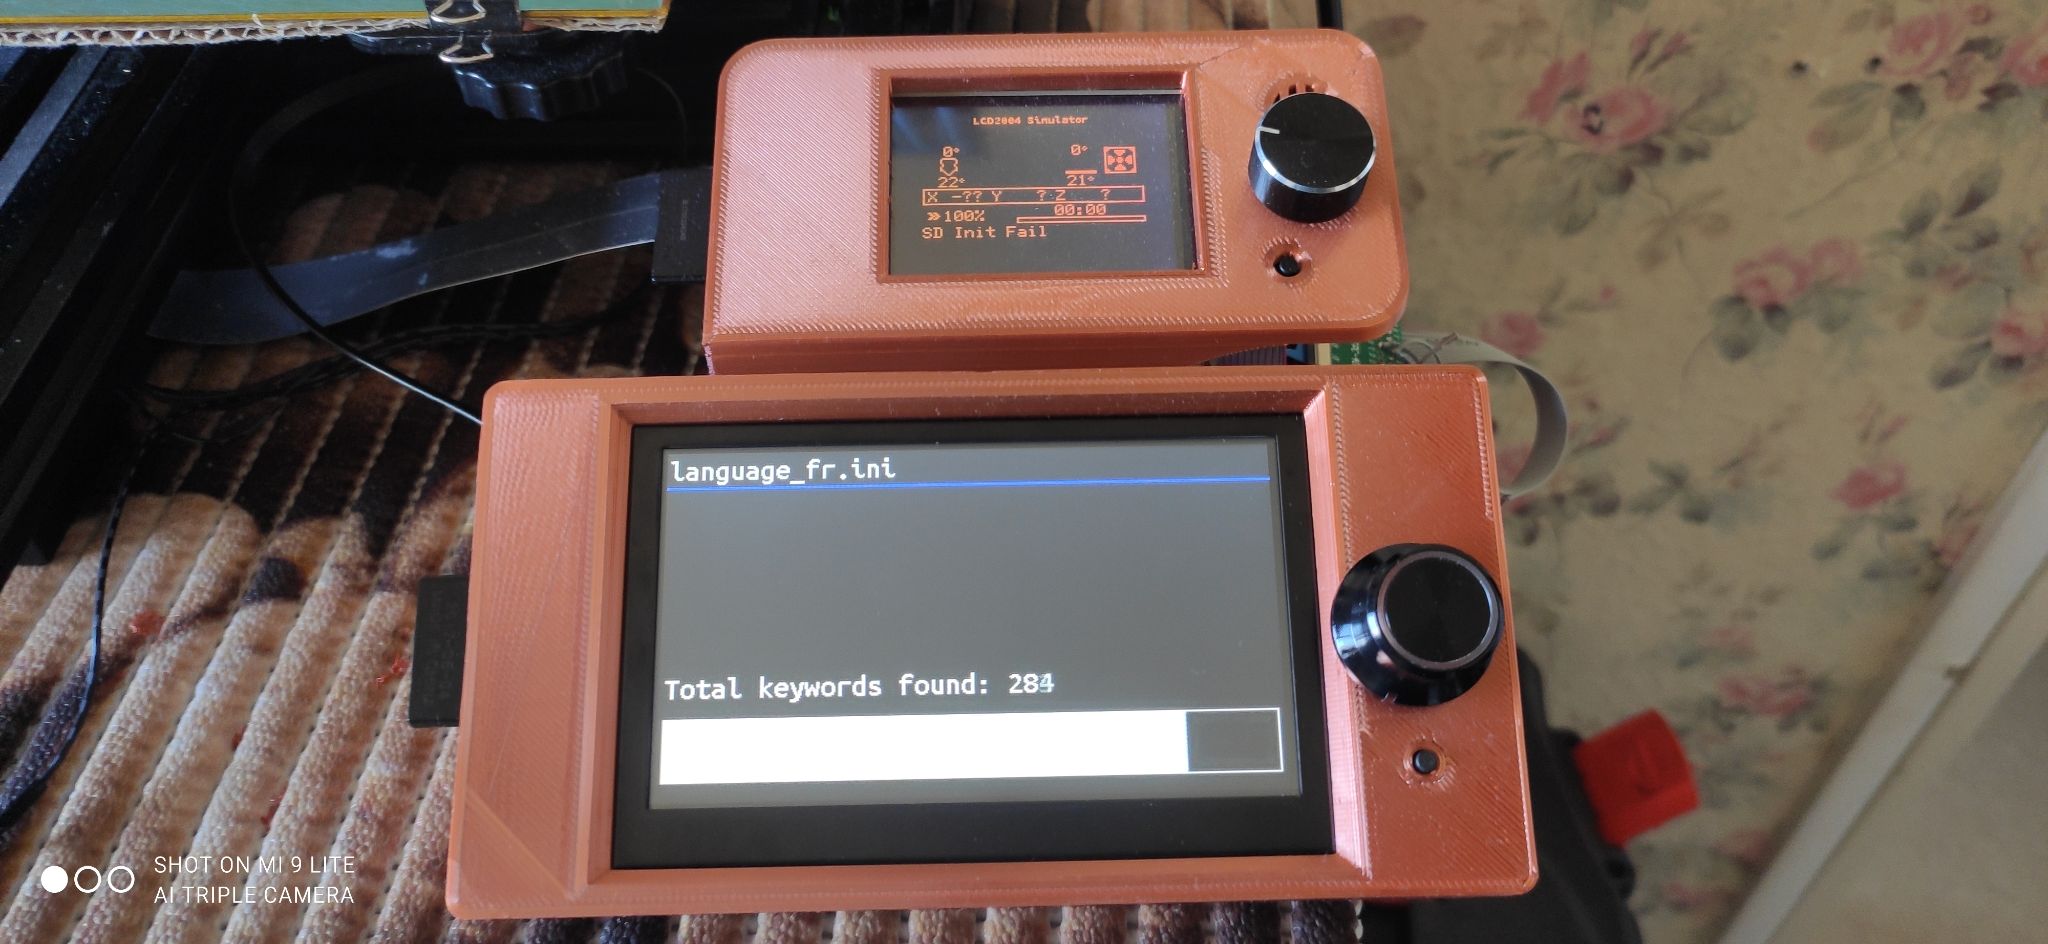 LCD2004 Simulator
0° 0°
22° 21°
X -?? Y ? Z ?
»100% 00:00
SD Init Fail
language_fr.ini
Total keywords found: 284
SHOT ON MI 9 LITE
AI TRIPLE CAMERA